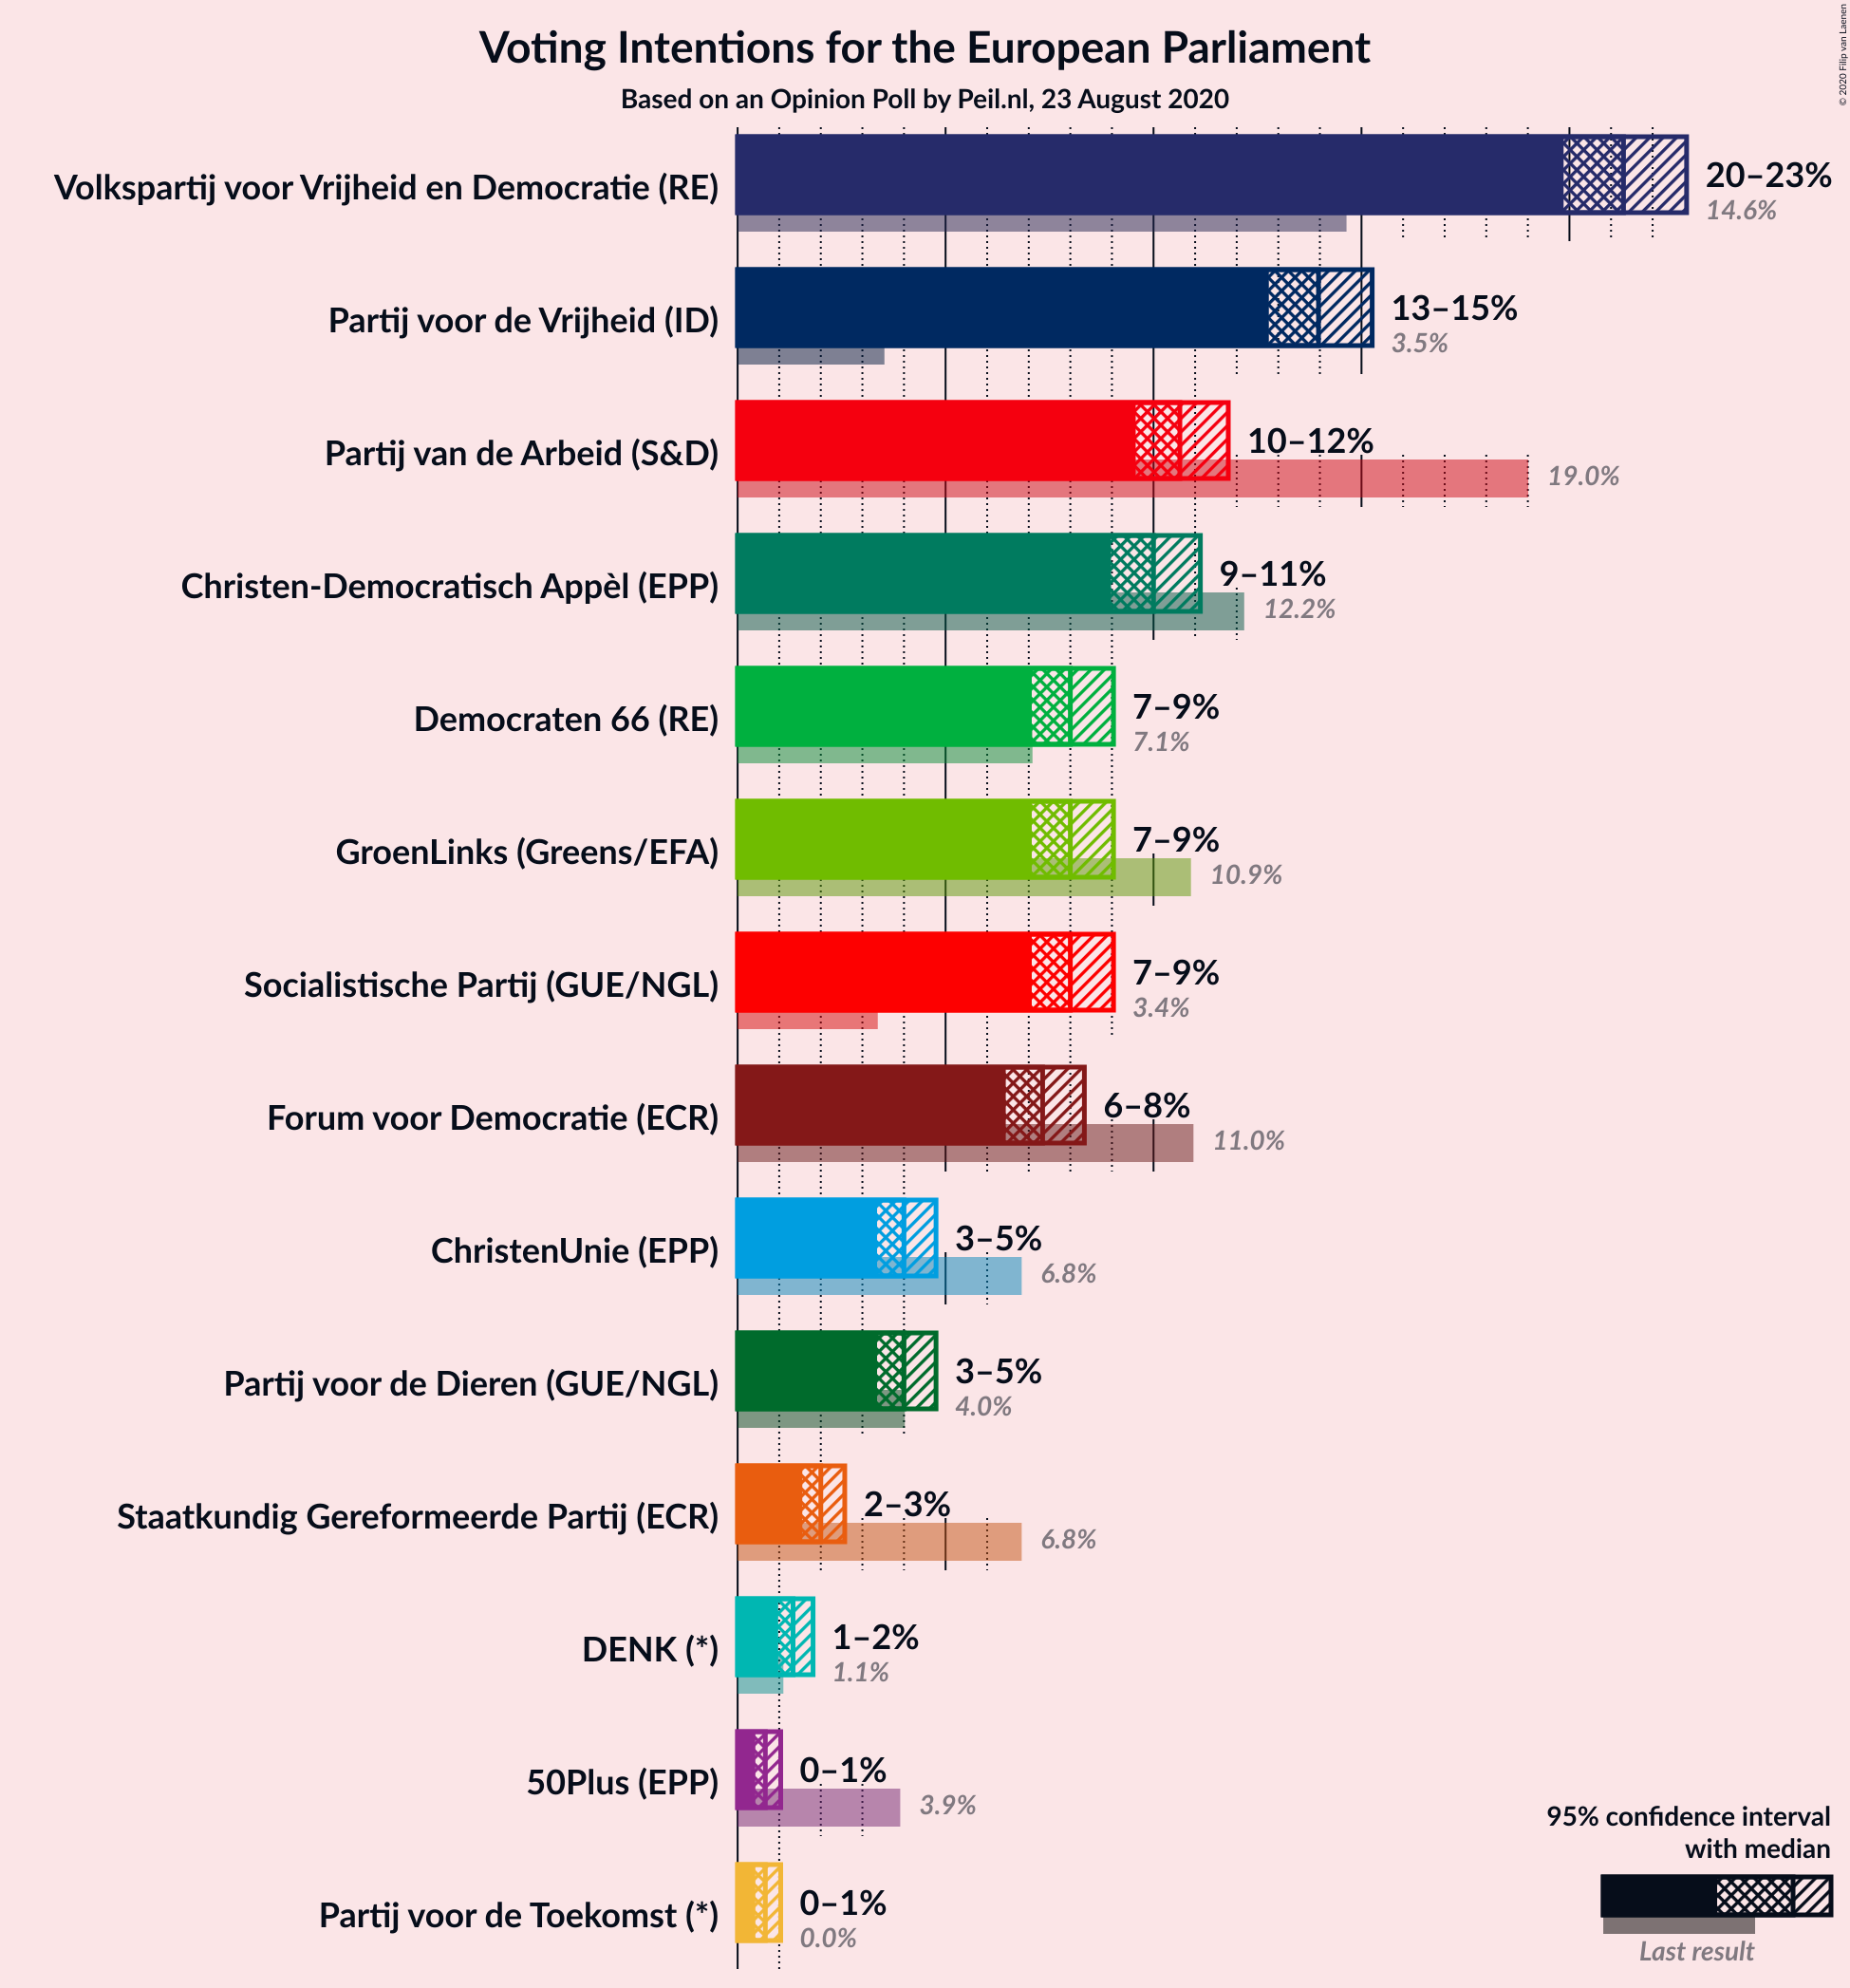 Voting Intentions for the European Parliament
Based on an Opinion Poll by Peil.nl, 23 August 2020
© 2020 Filip van Laenen
Volkspartij voor Vrijheid en Democratie (RE)
20–23%
14.6%
Partij voor de Vrijheid (ID)
13–15%
3.5%
Partij van de Arbeid (S&D)
10–12%
19.0%
Christen-Democratisch Appèl (EPP)
9–11%
12.2%
Democraten 66 (RE)
7–9%
7.1%
GroenLinks (Greens/EFA)
7–9%
10.9%
Socialistische Partij (GUE/NGL)
7–9%
3.4%
Forum voor Democratie (ECR)
6–8%
11.0%
ChristenUnie (EPP)
3–5%
6.8%
Partij voor de Dieren (GUE/NGL)
3–5%
4.0%
Staatkundig Gereformeerde Partij (ECR)
2–3%
6.8%
DENK (*)
1–2%
1.1%
50Plus (EPP)
0–1%
3.9%
Partij voor de Toekomst (*)
0–1%
0.0%
95% confidence interval
with median
Last result